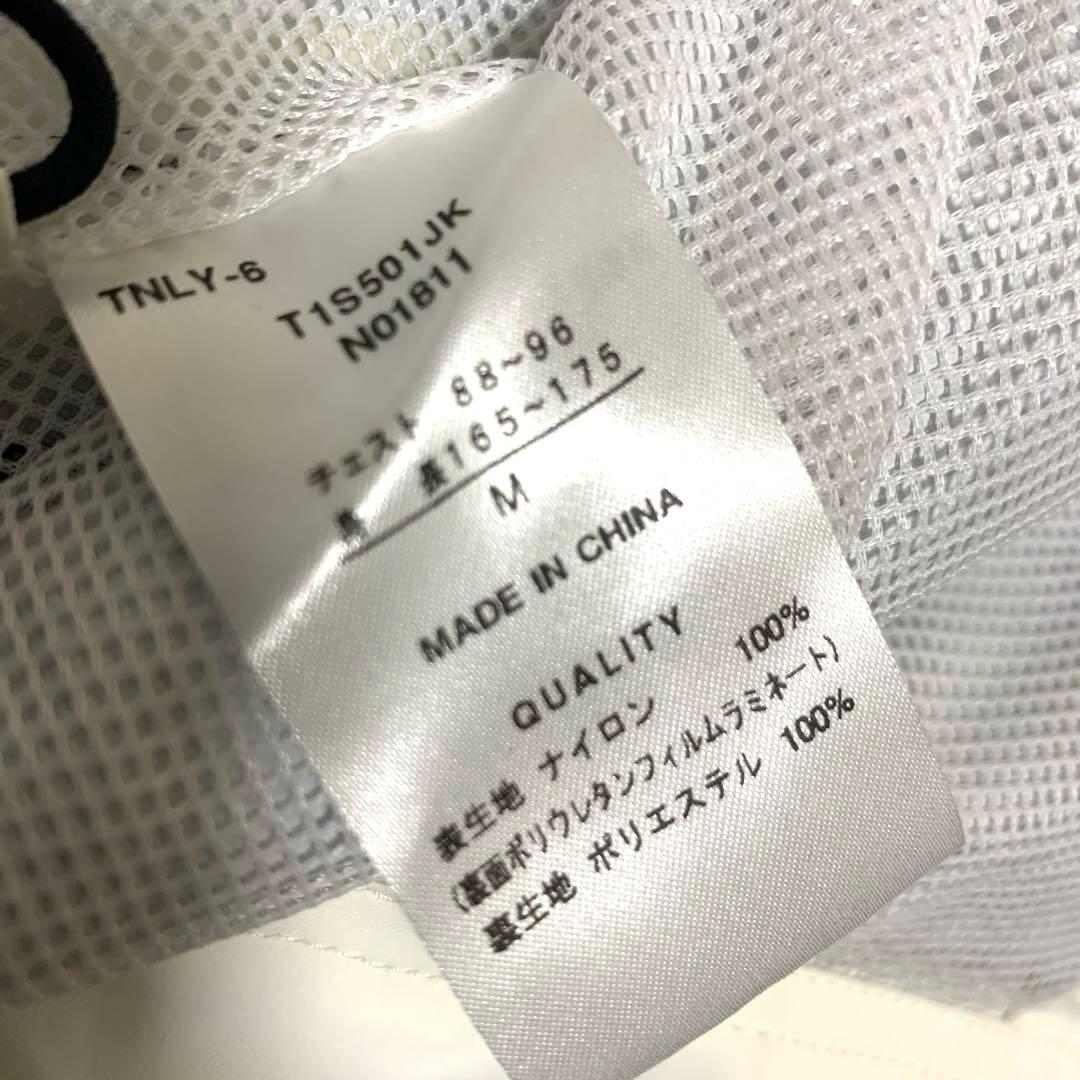 TNLY-6
T1S501JK
N01811
チェスト 88~96
身 長165~175
M
MADE IN CHINA
QUALITY
表生地 ナイロン 100%
(裏面ポリウレタンフィルムラミネート)
裏生地 ポリエステル 100%